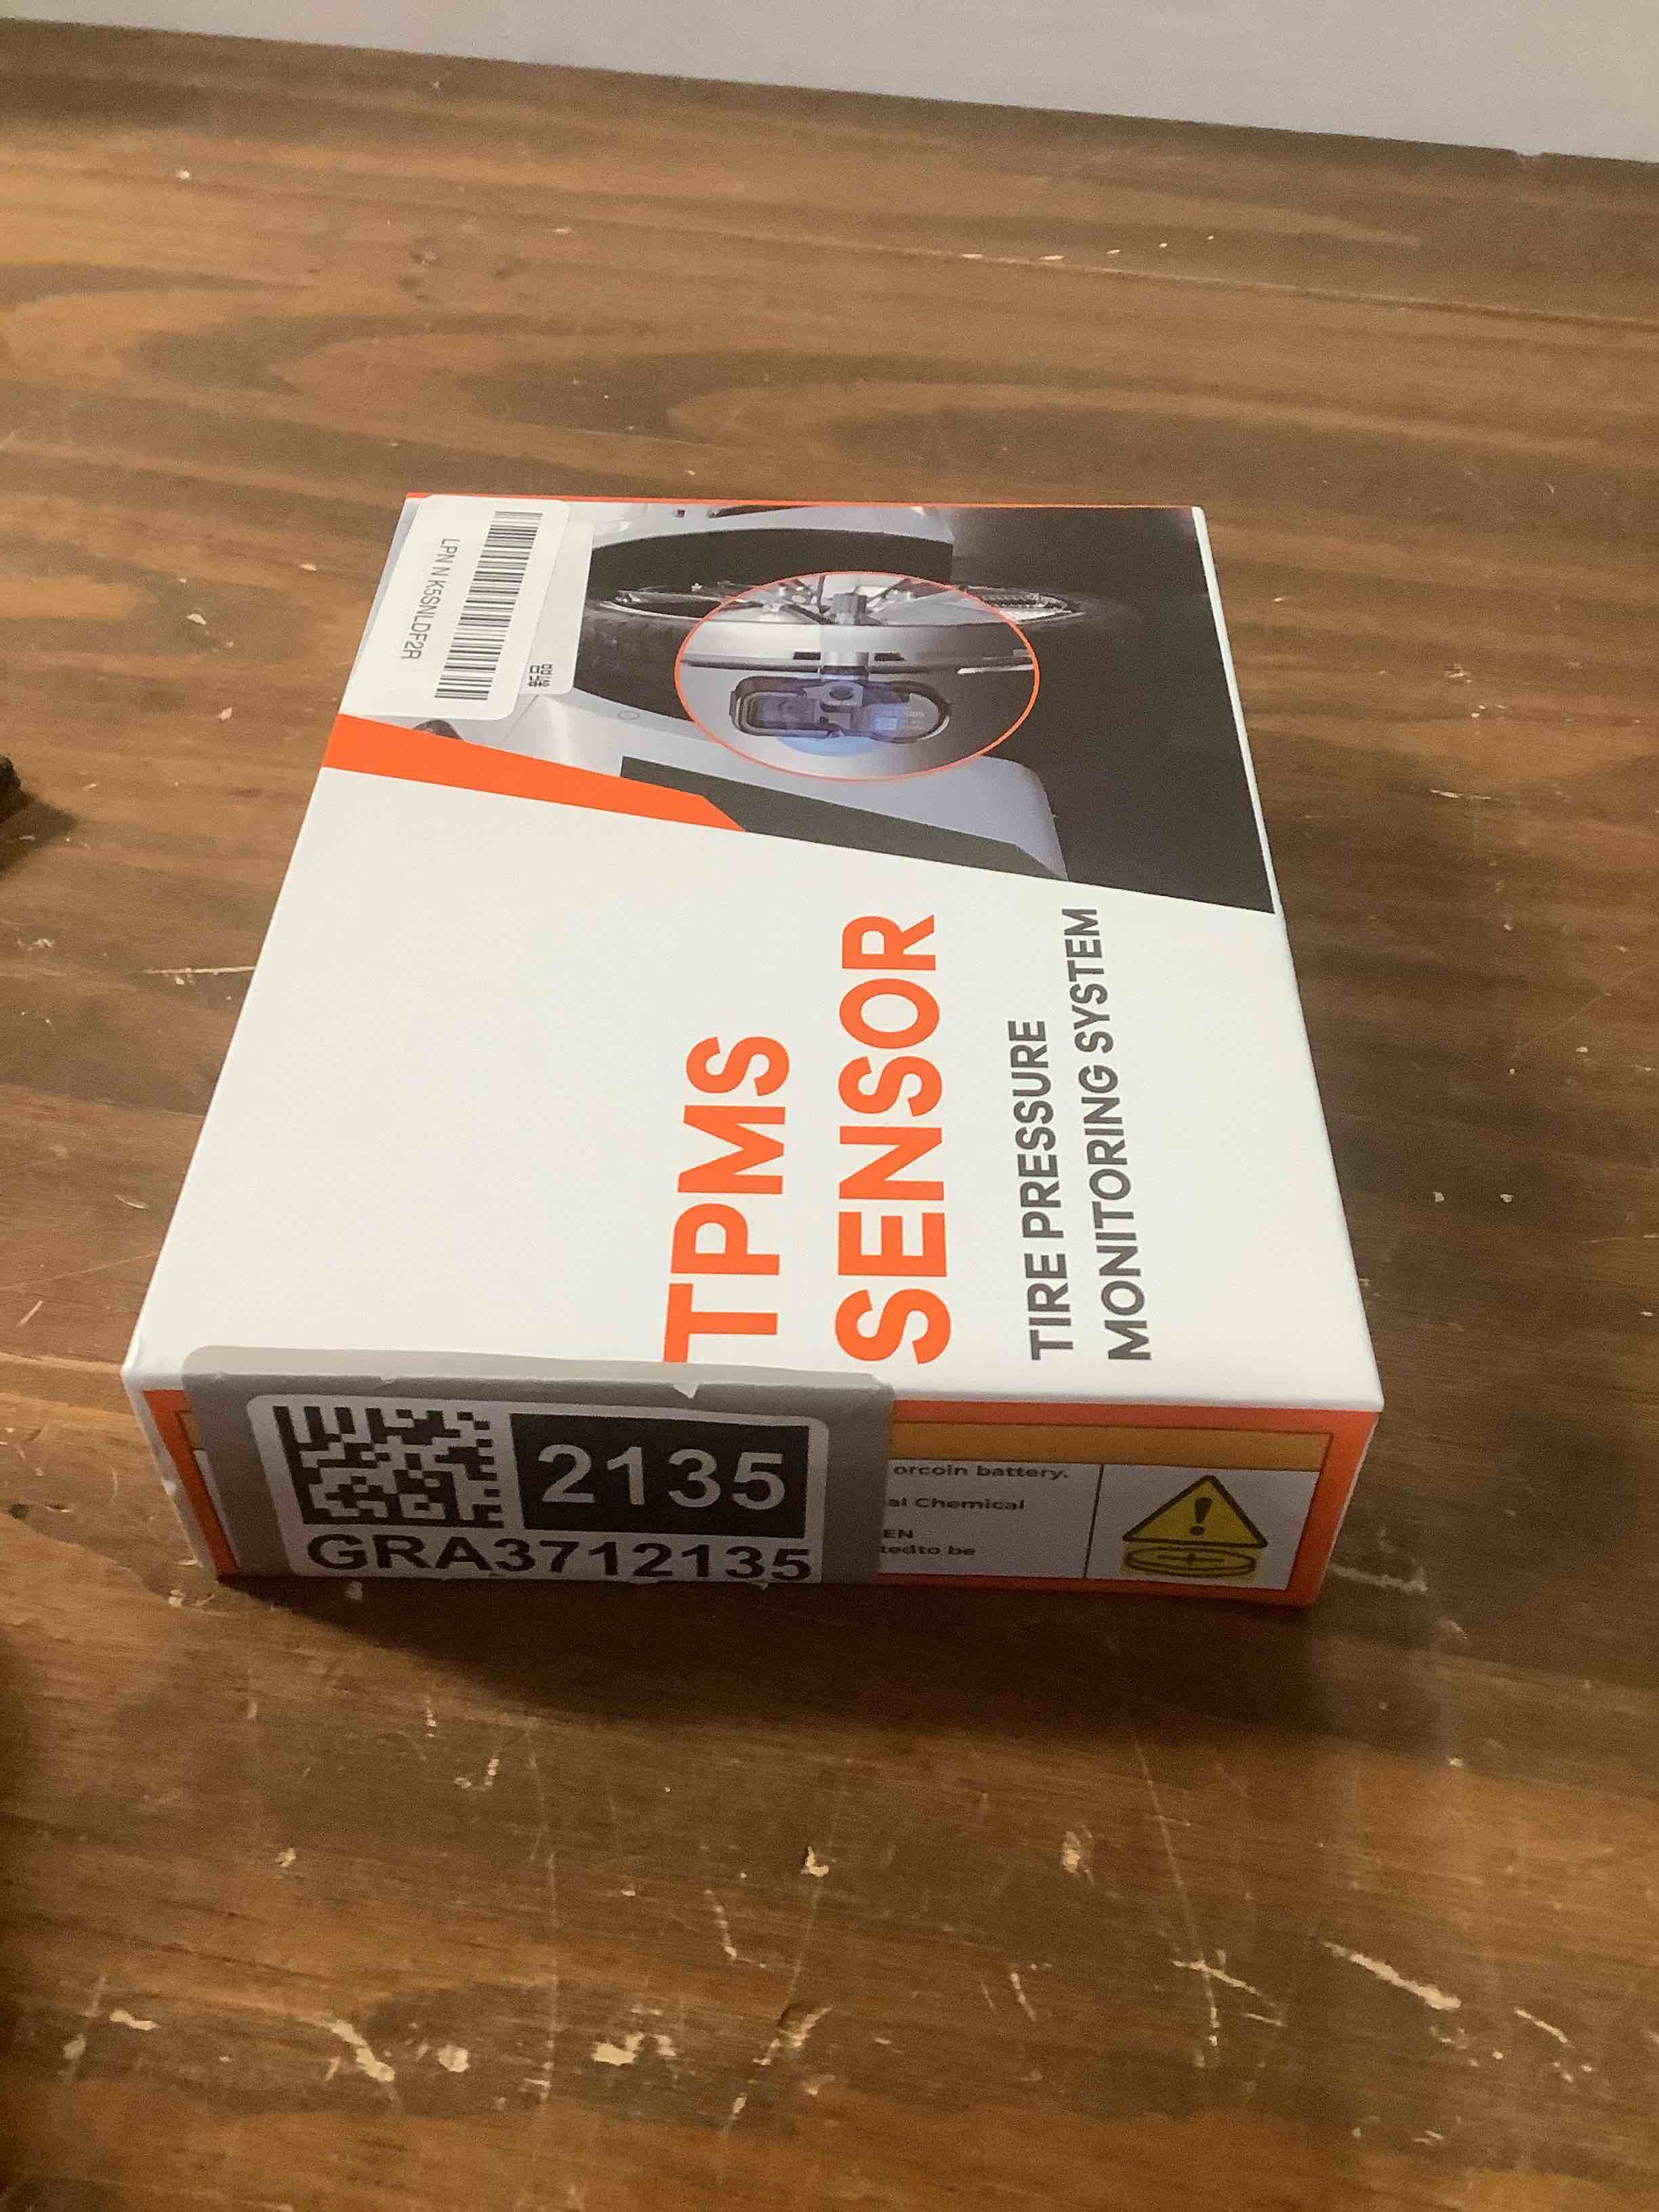 TPMS
SENSOR
TIRE PRESSURE
MONITORING SYSTEM
LPN N K5SNLDF2R
2135
GRA3712135
orcoin battery.
al Chemical
EN
tedto be